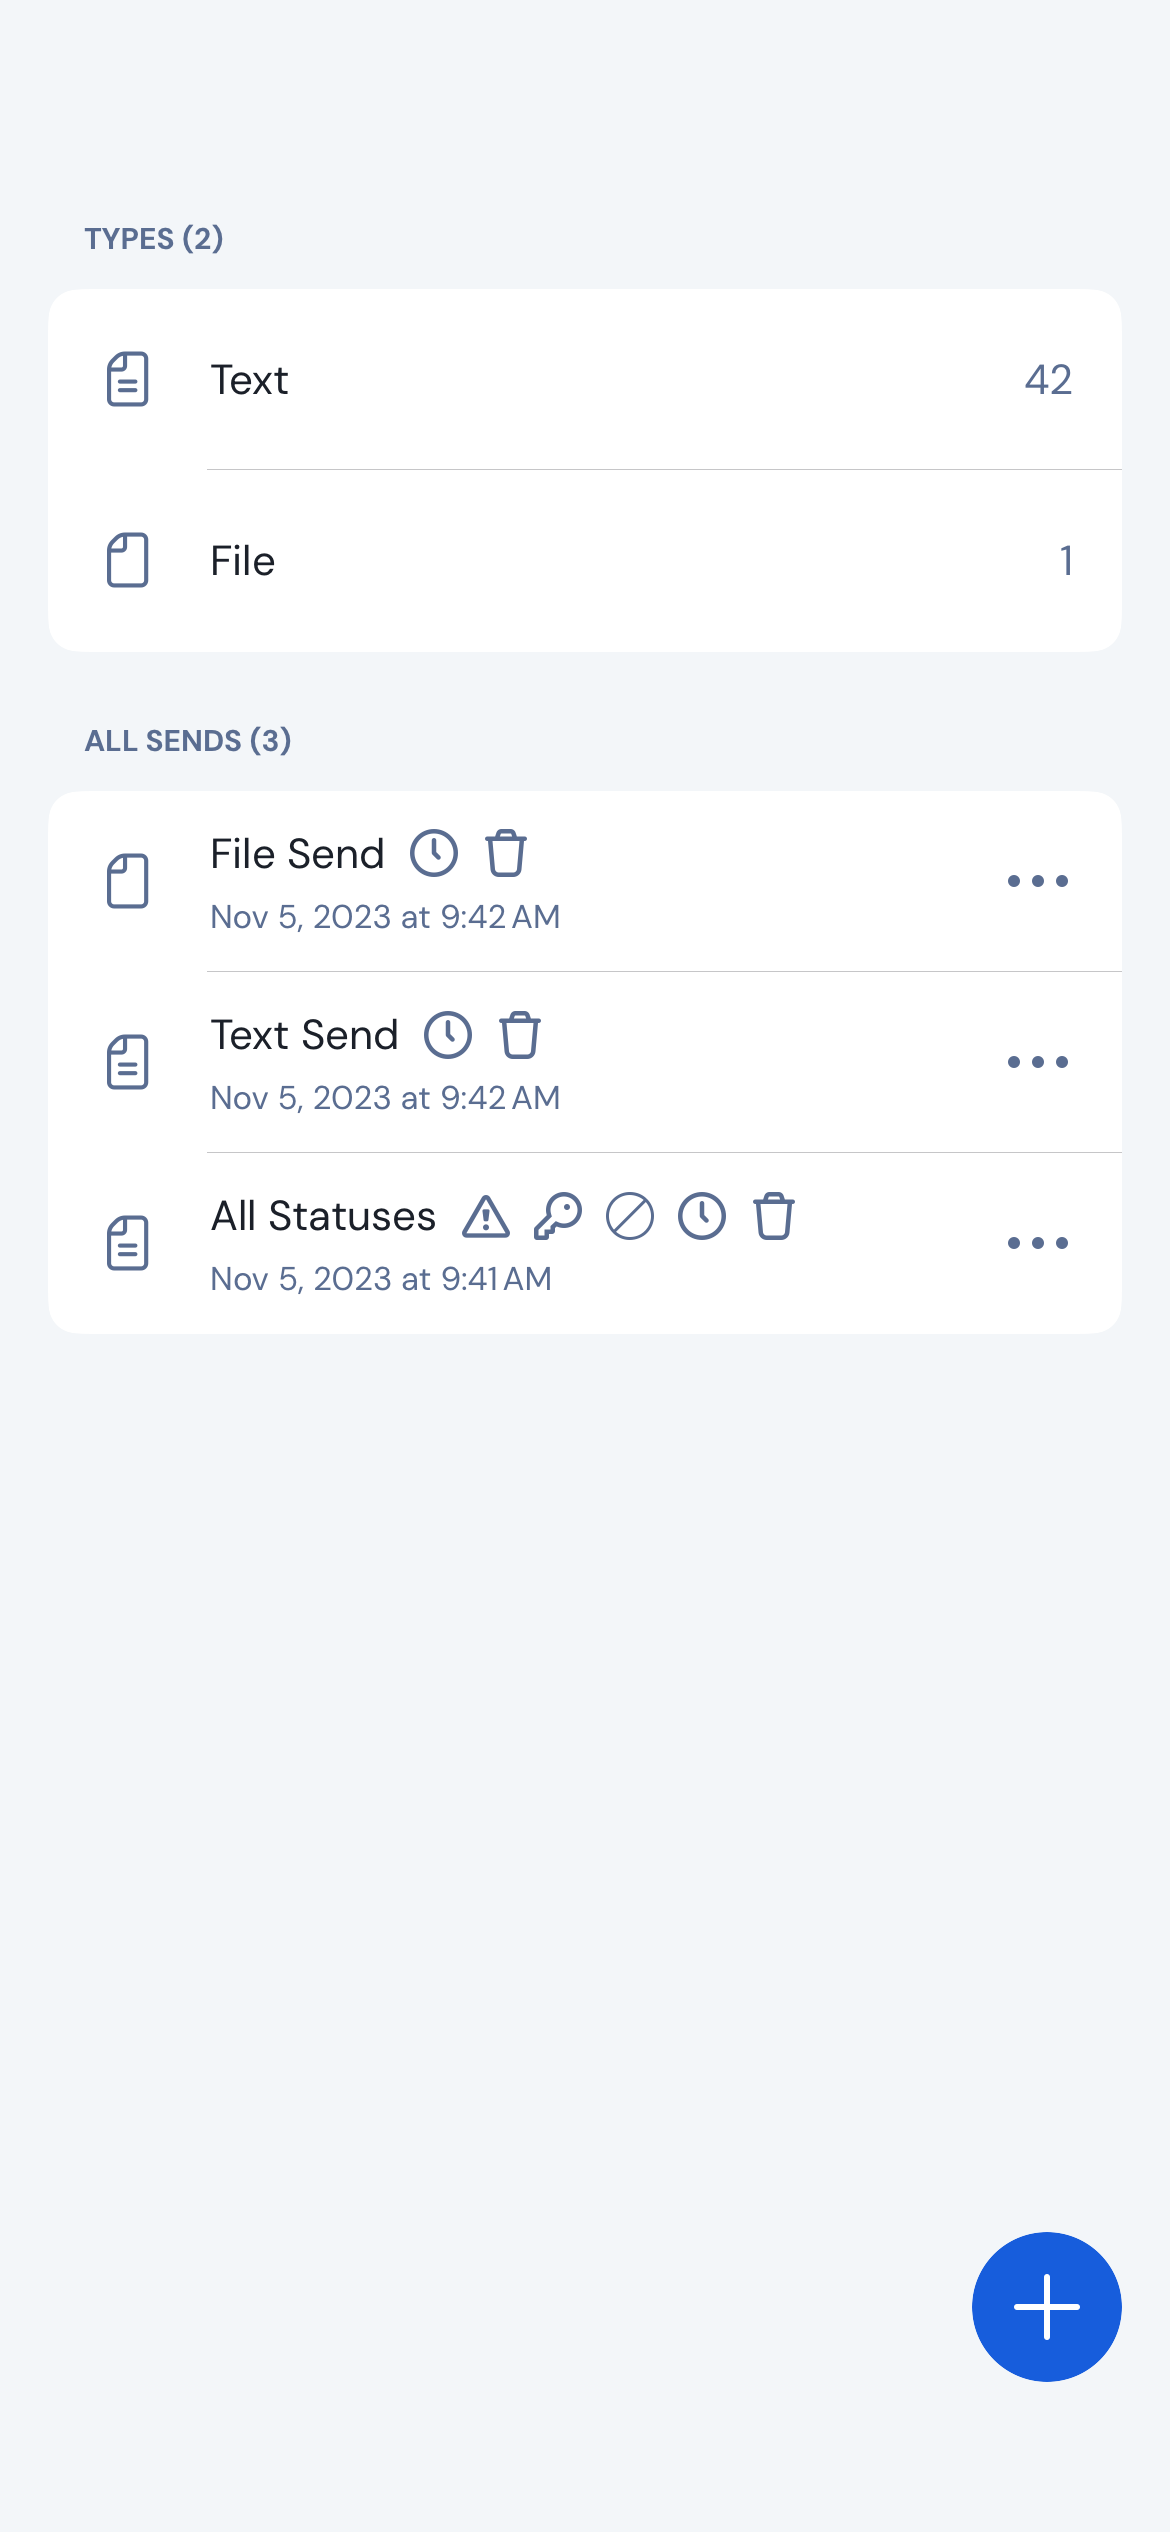 TYPES (2)
Text 42
File 1
ALL SENDS (3)
File Send
Nov 5, 2023 at 9:42 AM
Text Send
Nov 5, 2023 at 9:42 AM
All Statuses
Nov 5, 2023 at 9:41 AM